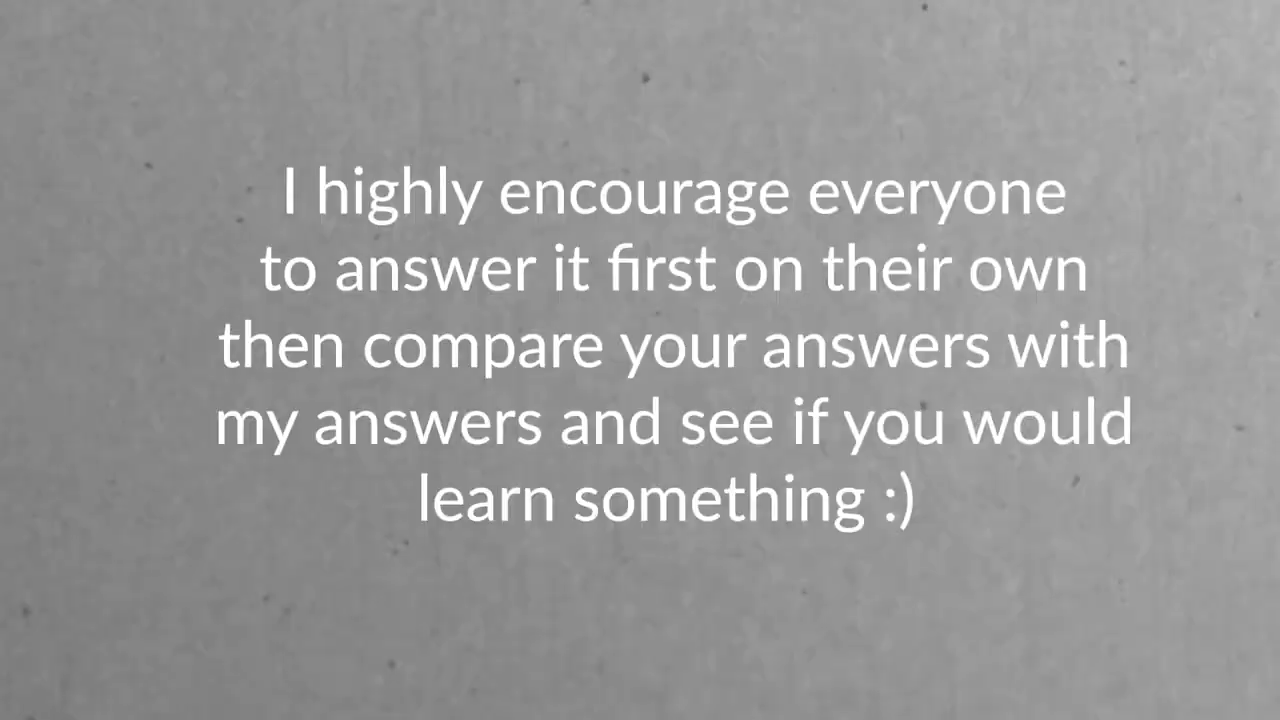 I highly encourage everyone
to answer it first on their own
then compare your answers with
my answers and see if you would
learn something :)